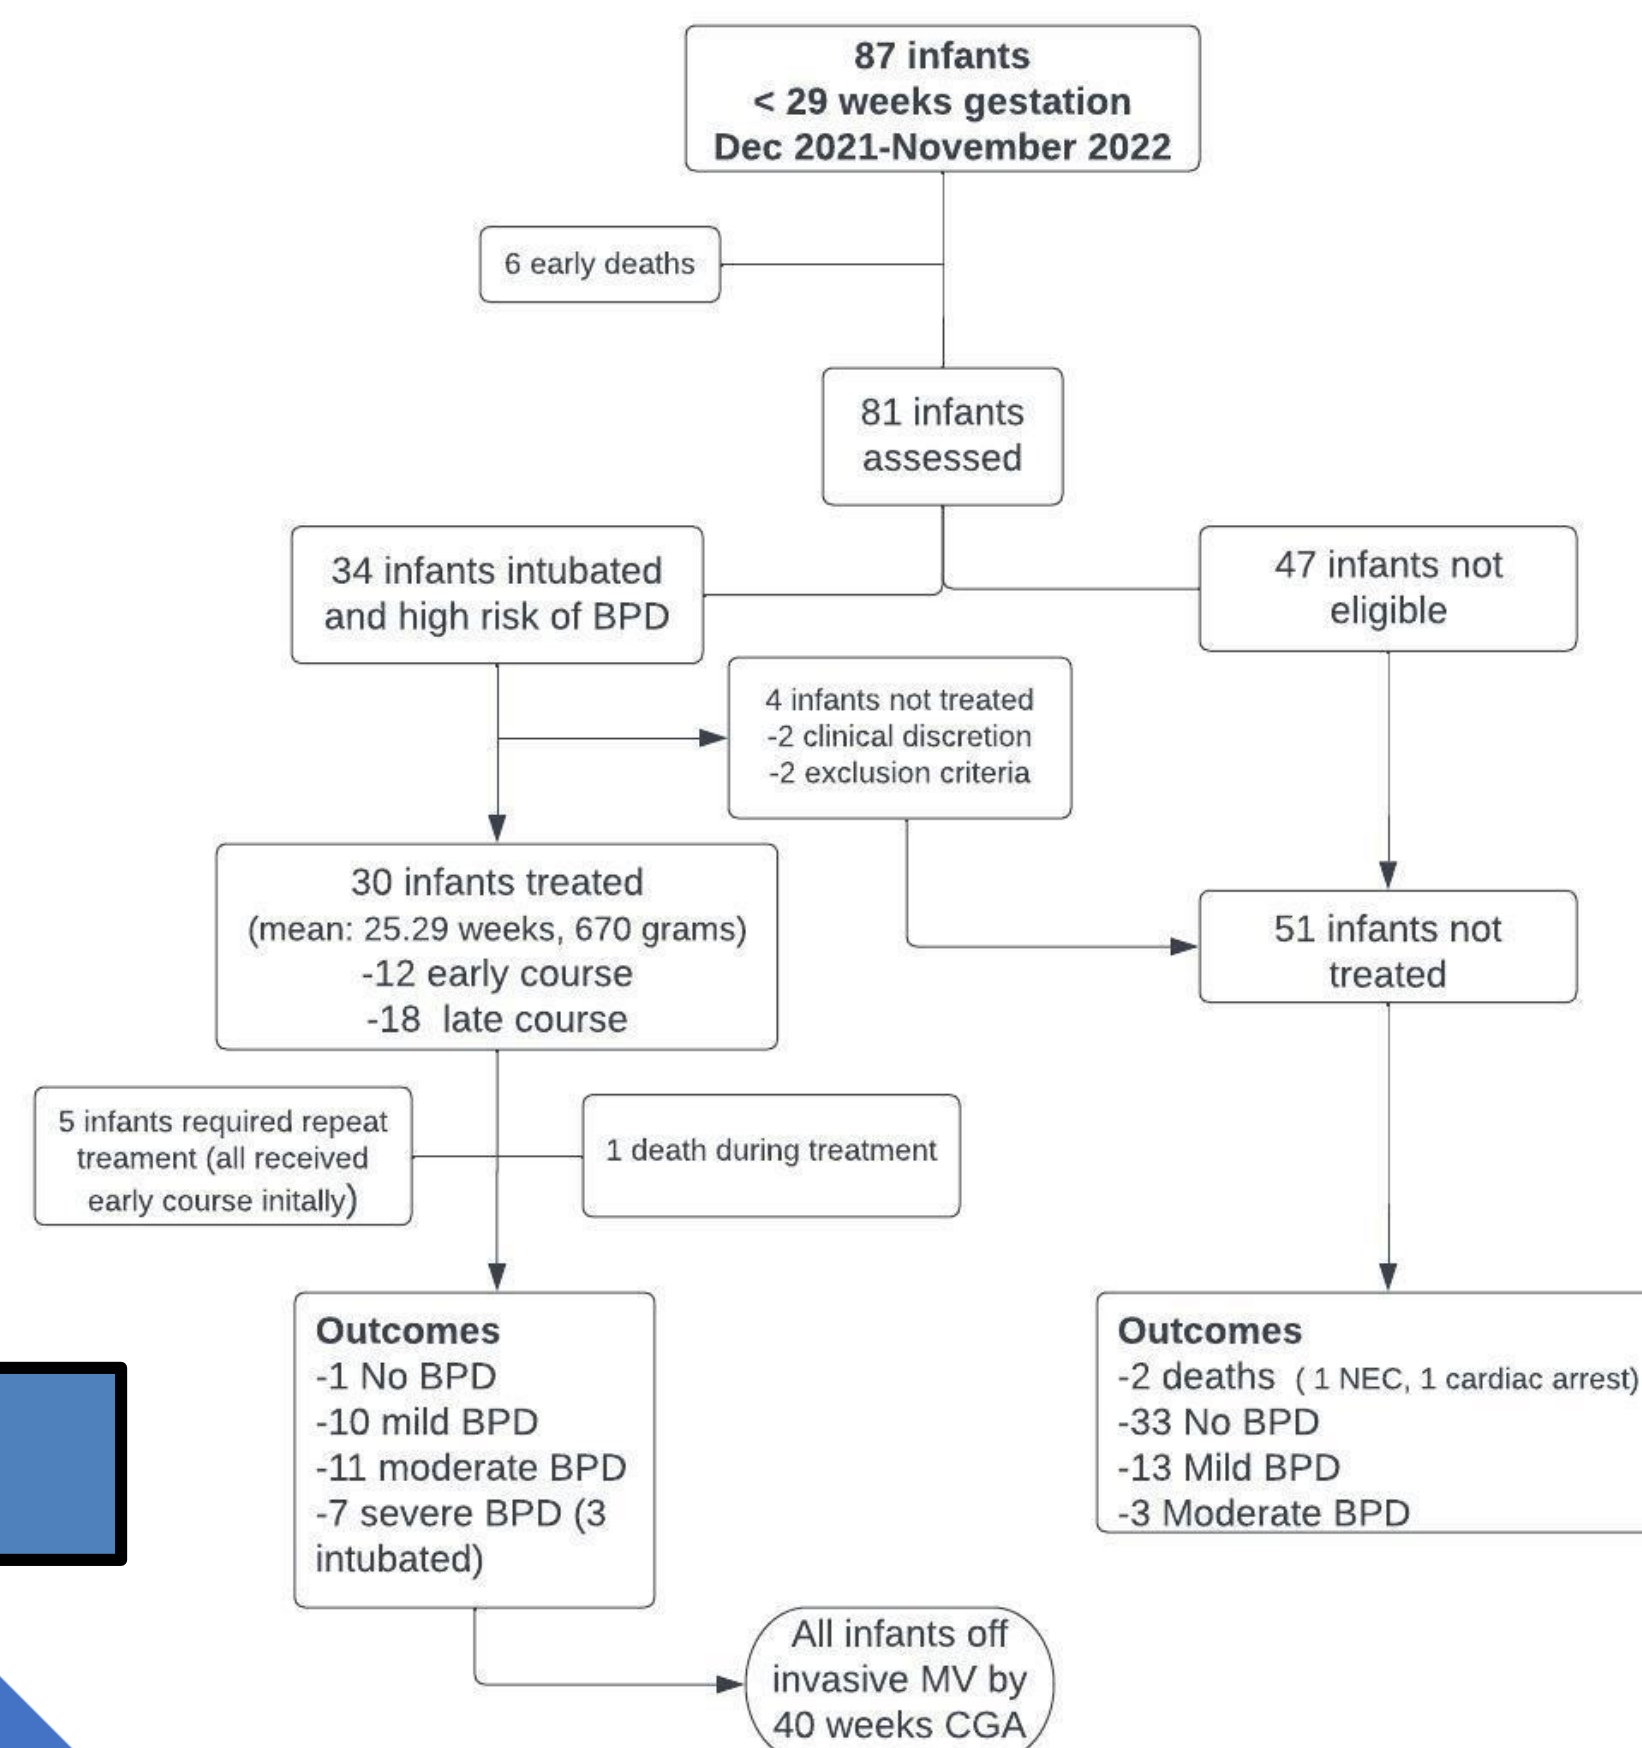 87 infants
< 29 weeks gestation
Dec 2021-November 2022
6 early deaths
81 infants
assessed
34 infants intubated
and high risk of BPD
47 infants not
eligible
4 infants not treated
-2 clinical discretion
-2 exclusion criteria
30 infants treated
(mean: 25.29 weeks, 670 grams)
-12 early course
-18 late course
51 infants not
treated
5 infants required repeat
treament (all received
early course initally)
1 death during treatment
Outcomes
-1 No BPD
-10 mild BPD
-11 moderate BPD
-7 severe BPD (3
intubated)
Outcomes
-2 deaths ( 1 NEC, 1 cardiac arrest)
-33 No BPD
-13 Mild BPD
-3 Moderate BPD
All infants off
invasive MV by
40 weeks CGA